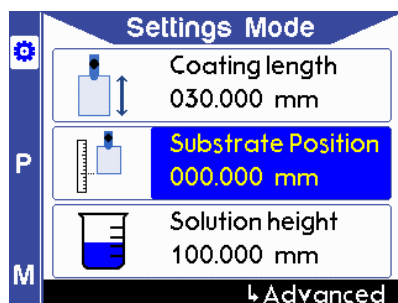 Settings Mode
Coating length
030.000 mm
P
Substrate Position
000.000 mm
Solution height
100.000 mm
M
↳Advanced